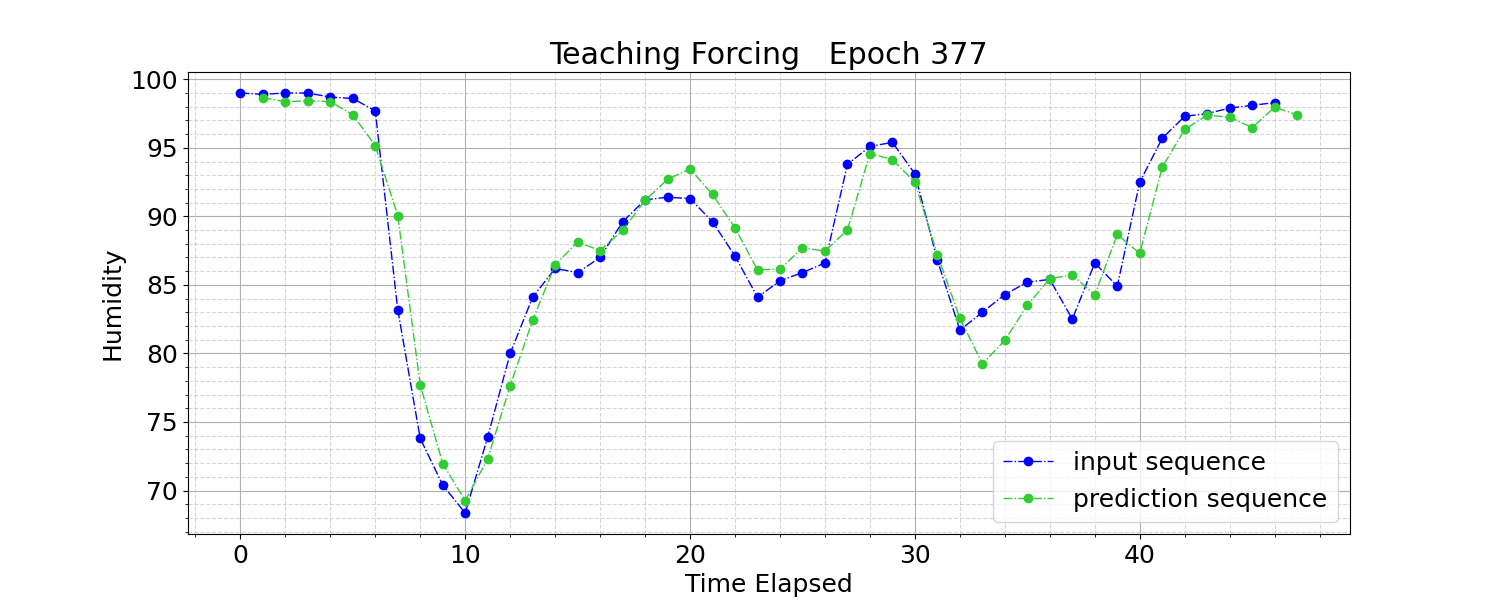 Teaching Forcing   Epoch 377
100
95
90
85
80
75
70
Humidity
0 10 20 30 40
Time Elapsed
input sequence
prediction sequence